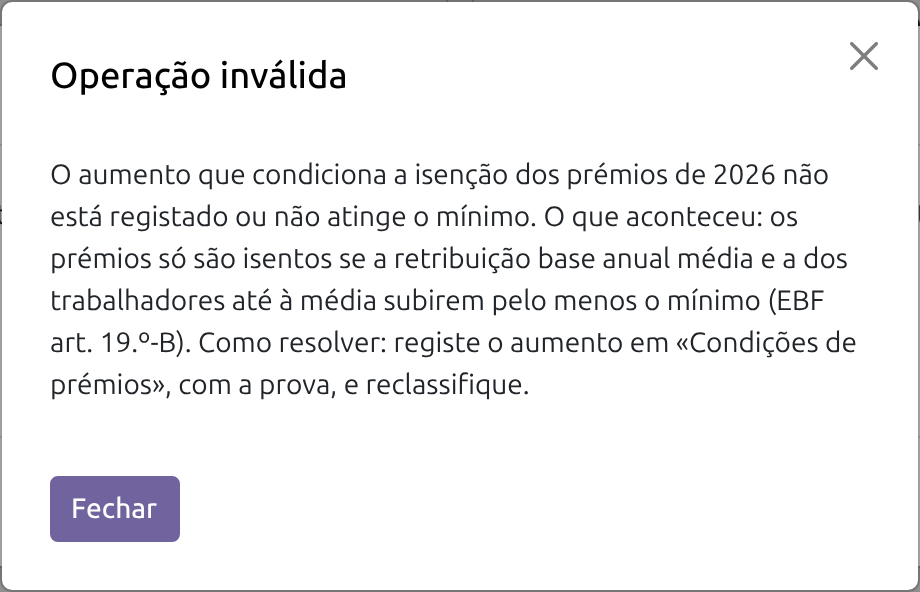 Operação inválida
O aumento que condiciona a isenção dos prémios de 2026 não
está registado ou não atinge o mínimo. O que aconteceu: os
prémios só são isentos se a retribuição base anual média e a dos
trabalhadores até à média subirem pelo menos o mínimo (EBF
art. 19.º-B). Como resolver: registe o aumento em «Condições de
prémios», com a prova, e reclassifique.
Fechar